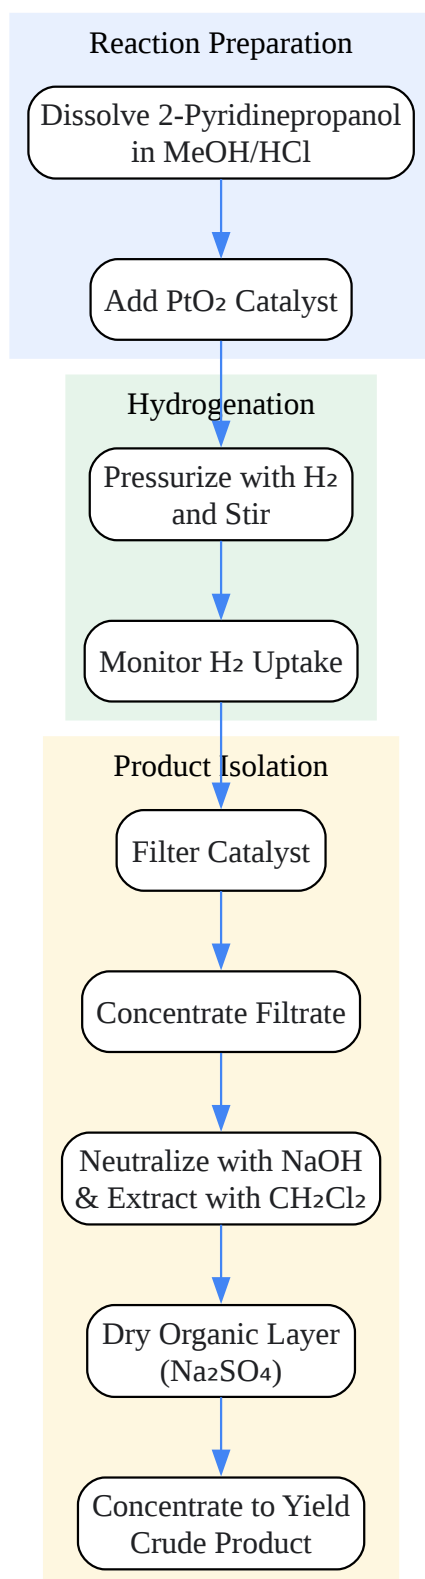 Reaction Preparation
Dissolve 2-Pyridinepropanol
in MeOH/HCl
Add PtO₂ Catalyst
Hydrogenation
Pressurize with H₂
and Stir
Monitor H₂ Uptake
Product Isolation
Filter Catalyst
Concentrate Filtrate
Neutralize with NaOH
& Extract with CH₂Cl₂
Dry Organic Layer
(Na₂SO₄)
Concentrate to Yield
Crude Product